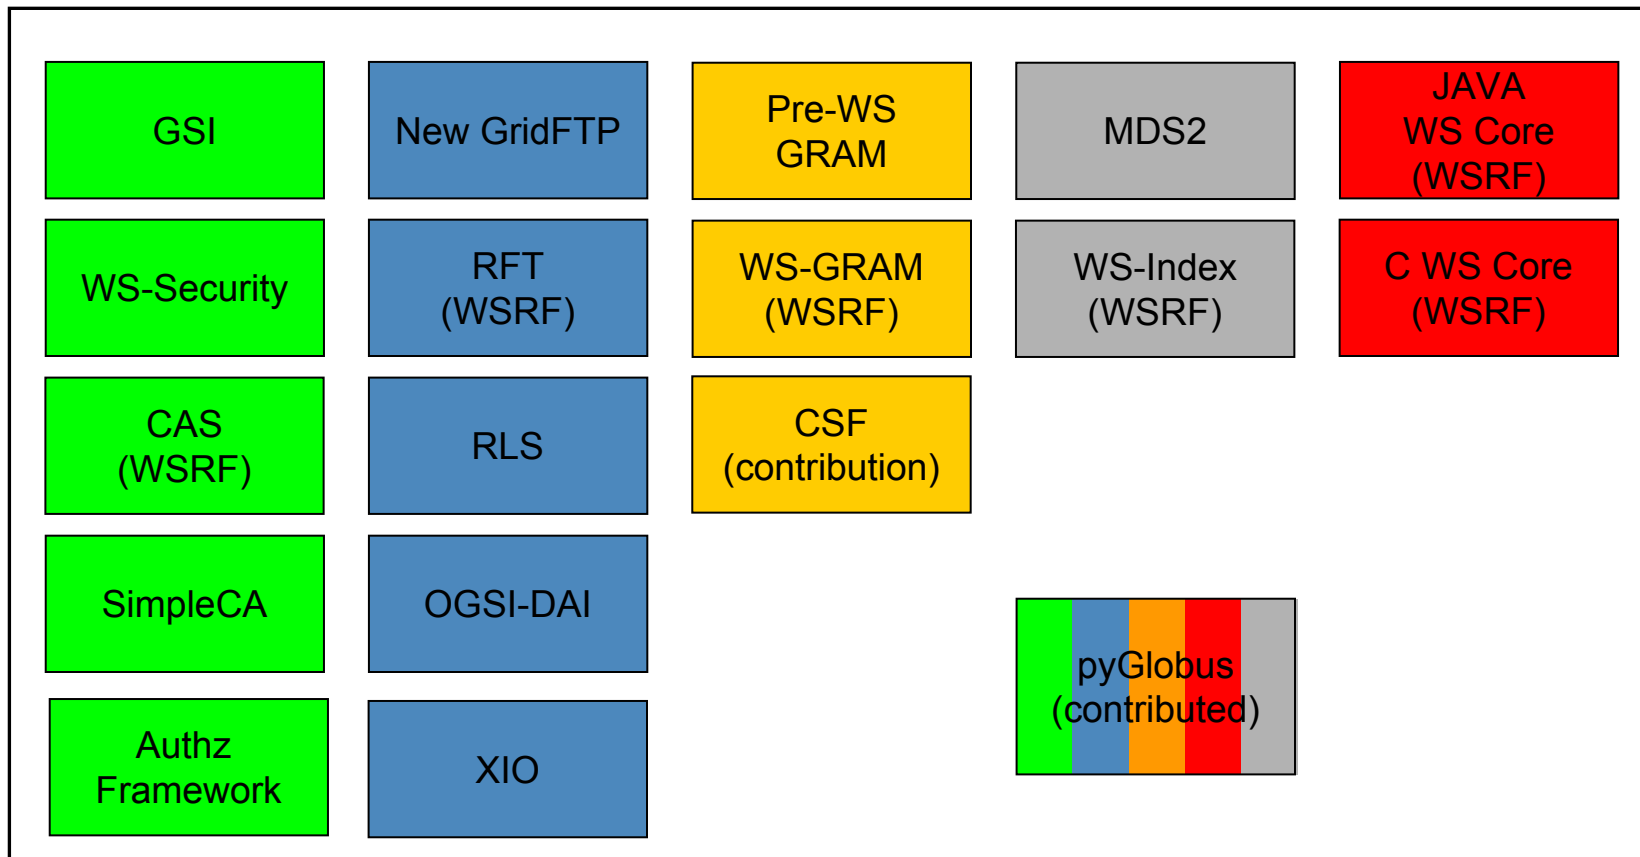 GSI
New GridFTP
Pre-WS
GRAM
MDS2
JAVA
WS Core
(WSRF)
WS-Security
RFT
(WSRF)
WS-GRAM
(WSRF)
WS-Index
(WSRF)
C WS Core
(WSRF)
CAS
(WSRF)
RLS
CSF
(contribution)
SimpleCA
OGSI-DAI
pyGlobus
(contributed)
Authz
Framework
XIO